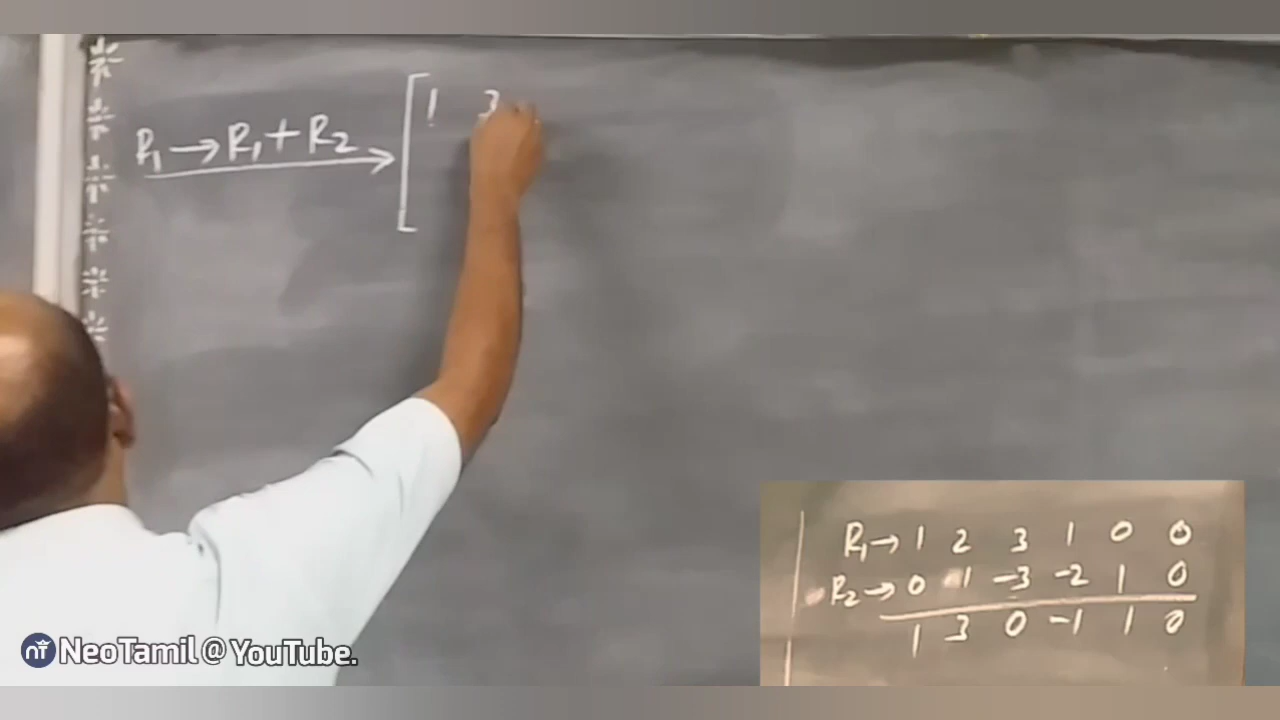 R₁ → R₁ + R₂ [ 1 3
R₁ → 1 2 3 1 0 0
R₂ → 0 1 -3 -2 1 0
1 3 0 -1 1 0
NeoTamil @ YouTube.